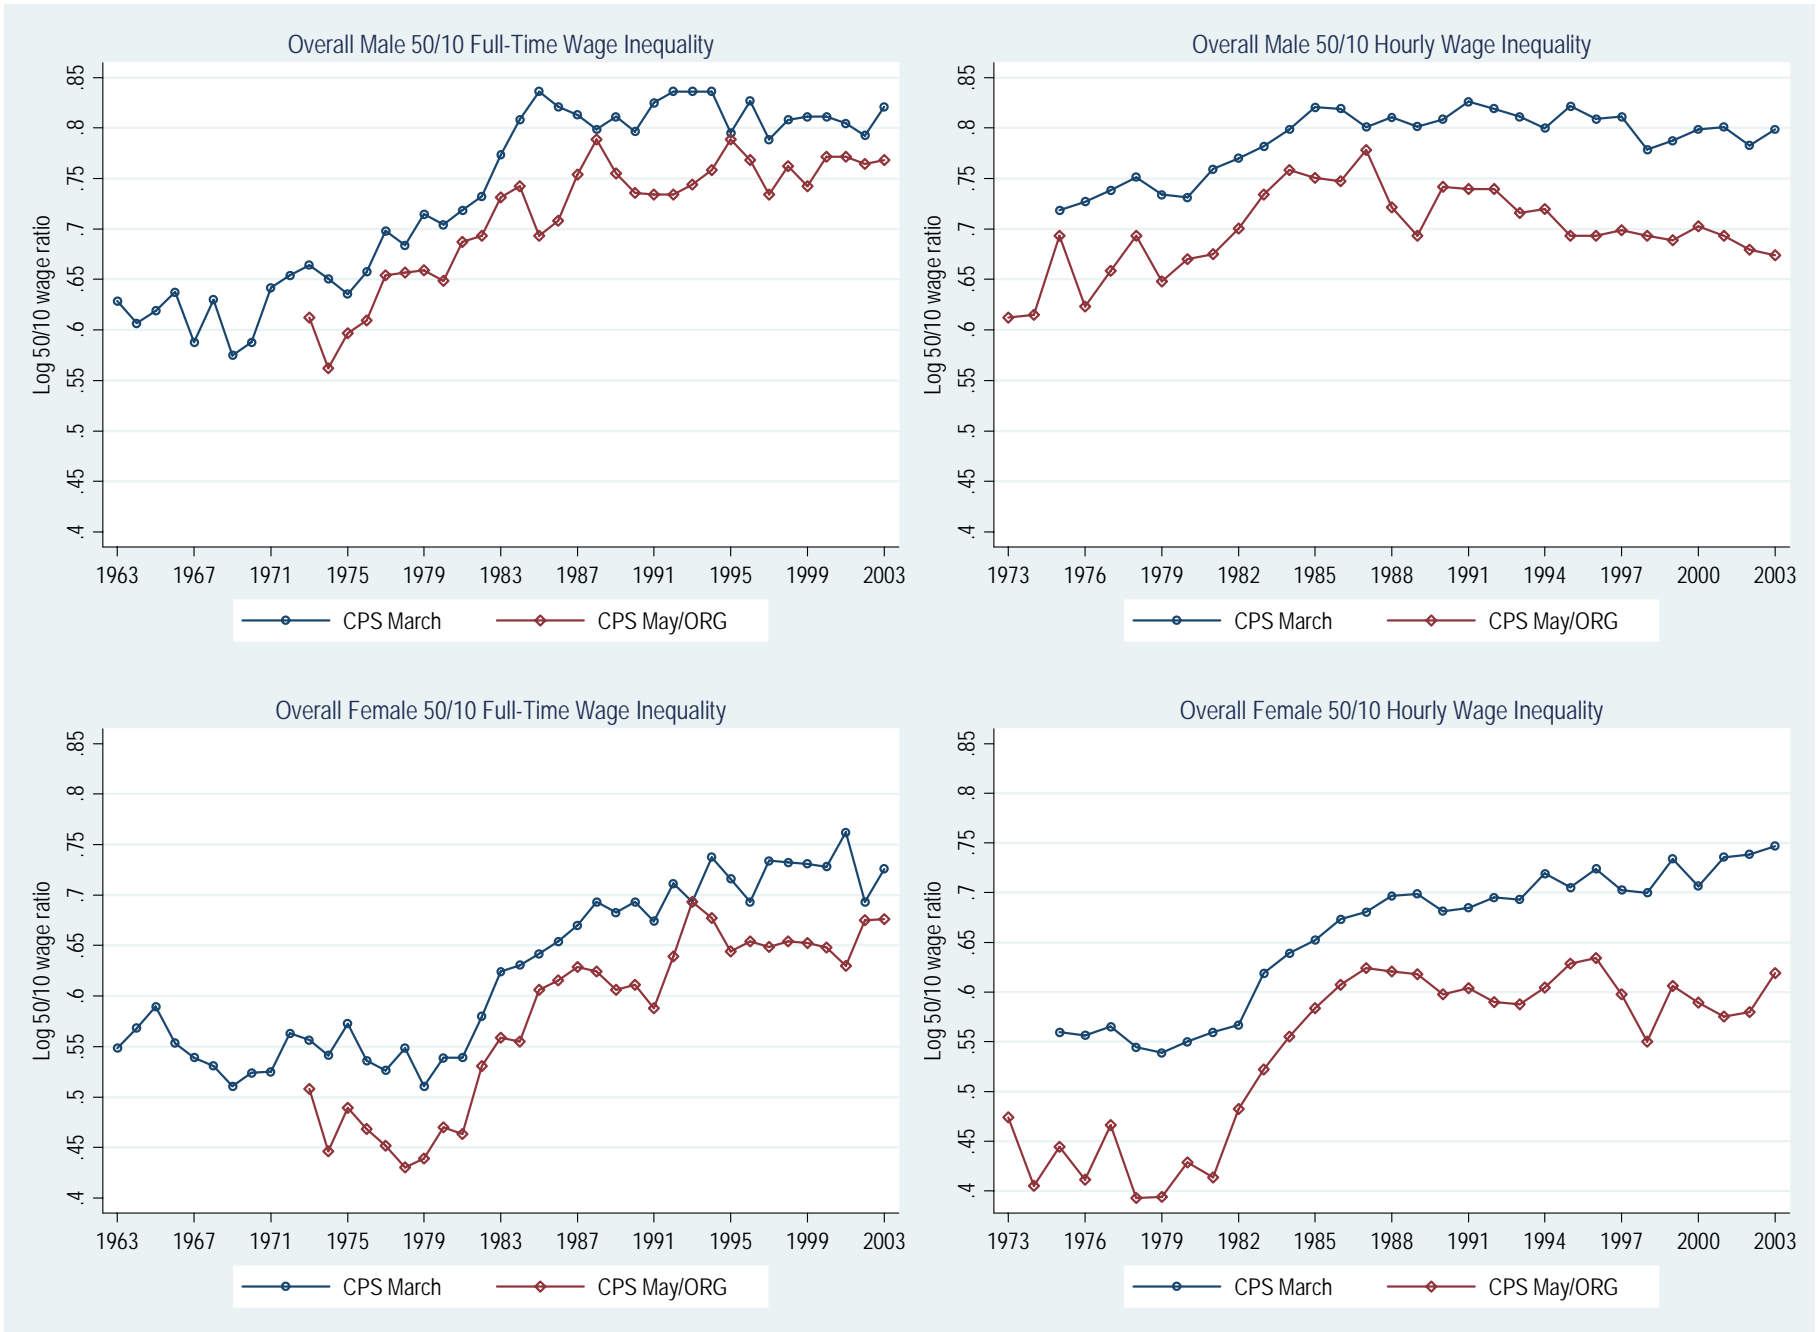 Overall Male 50/10 Full-Time Wage Inequality
Log 50/10 wage ratio
.85
.8
.75
.7
.65
.6
.55
.5
.45
.4
1963 1967 1971 1975 1979 1983 1987 1991 1995 1999 2003
CPS March CPS May/ORG
Overall Male 50/10 Hourly Wage Inequality
Log 50/10 wage ratio
.85
.8
.75
.7
.65
.6
.55
.5
.45
.4
1973 1976 1979 1982 1985 1988 1991 1994 1997 2000 2003
CPS March CPS May/ORG
Overall Female 50/10 Full-Time Wage Inequality
Log 50/10 wage ratio
.85
.8
.75
.7
.65
.6
.55
.5
.45
.4
1963 1967 1971 1975 1979 1983 1987 1991 1995 1999 2003
CPS March CPS May/ORG
Overall Female 50/10 Hourly Wage Inequality
Log 50/10 wage ratio
.85
.8
.75
.7
.65
.6
.55
.5
.45
.4
1973 1976 1979 1982 1985 1988 1991 1994 1997 2000 2003
CPS March CPS May/ORG